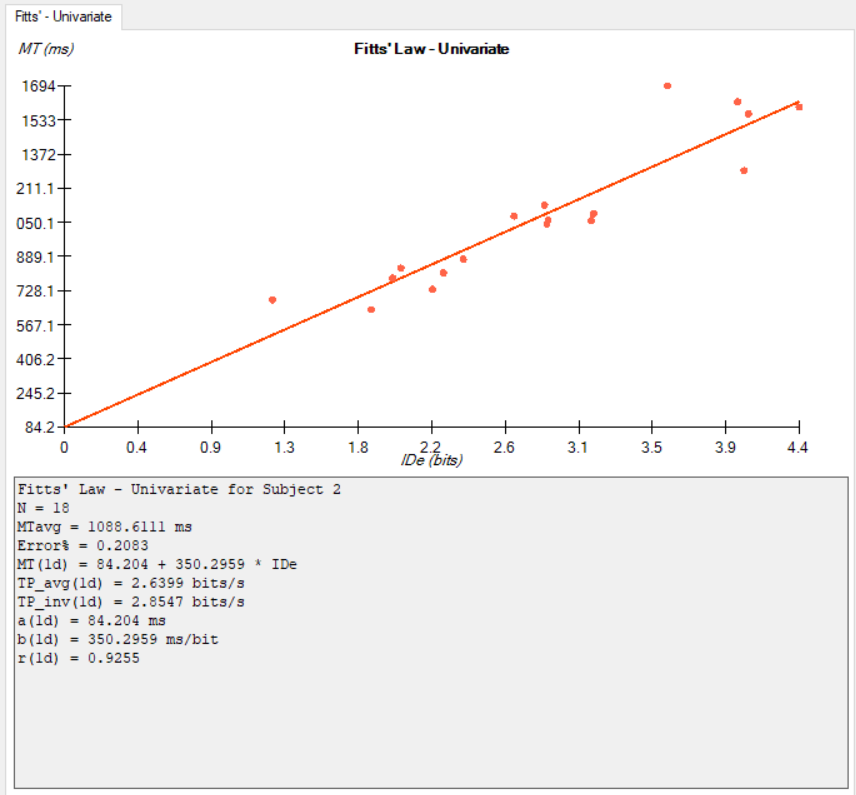 Fitts' - Univariate
MT (ms)
Fitts' Law - Univariate
1694
1533
1372
211.1
050.1
889.1
728.1
567.1
406.2
245.2
84.2
0 0.4 0.9 1.3 1.8 2.2 2.6 3.1 3.5 3.9 4.4
IDe (bits)
Fitts' Law - Univariate for Subject 2
N = 18
MTavg = 1088.6111 ms
Error% = 0.2083
MT(1d) = 84.204 + 350.2959 * IDe
TP_avg(1d) = 2.6399 bits/s
TP_inv(1d) = 2.8547 bits/s
a(1d) = 84.204 ms
b(1d) = 350.2959 ms/bit
r(1d) = 0.9255